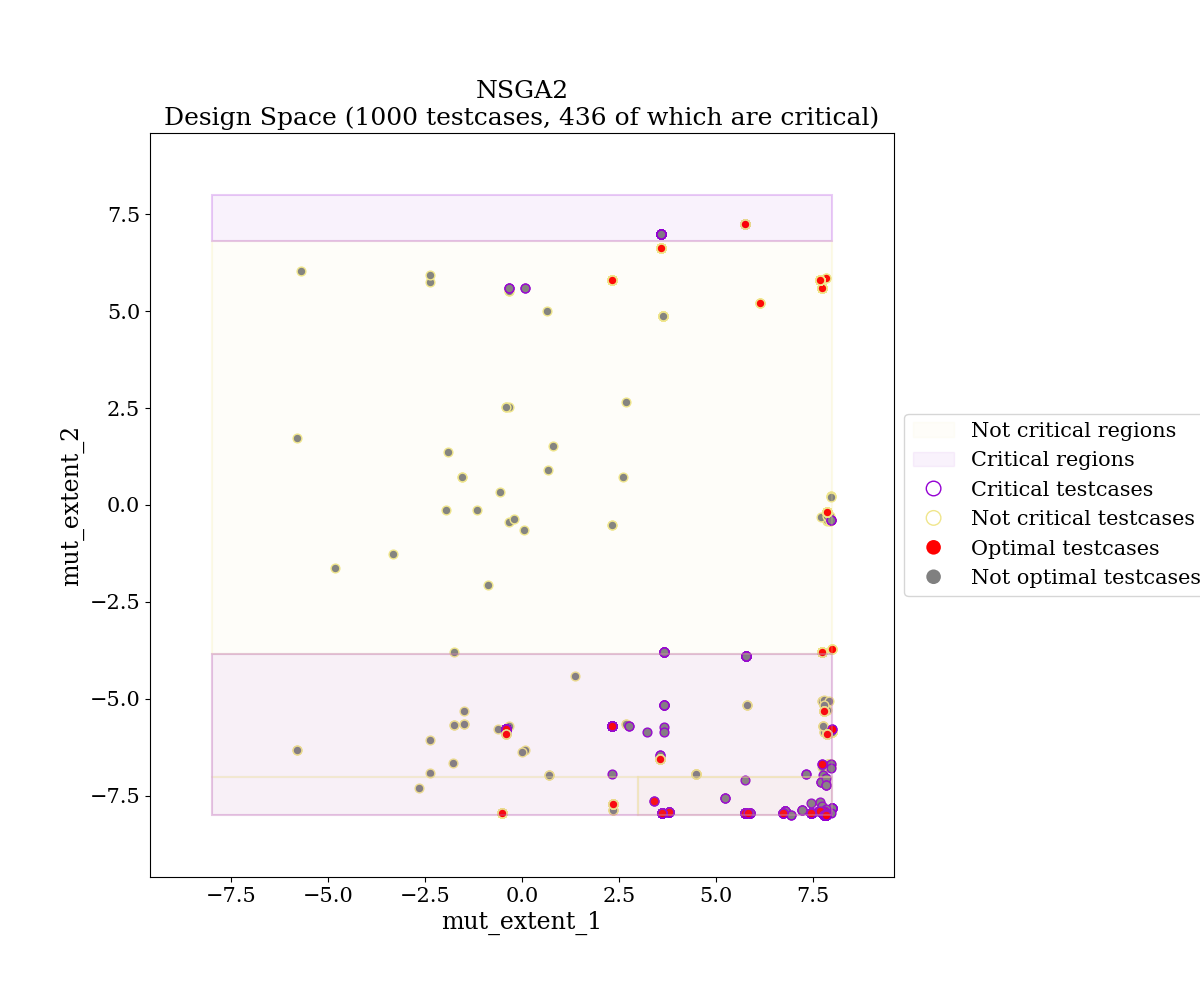 NSGA2
Design Space (1000 testcases, 436 of which are critical)
7.5
5.0
2.5
0.0
−2.5
−5.0
−7.5
mut_extent_2
−7.5
−5.0
−2.5
0.0
2.5
5.0
7.5
mut_extent_1
Not critical regions
Critical regions
Critical testcases
Not critical testcases
Optimal testcases
Not optimal testcases